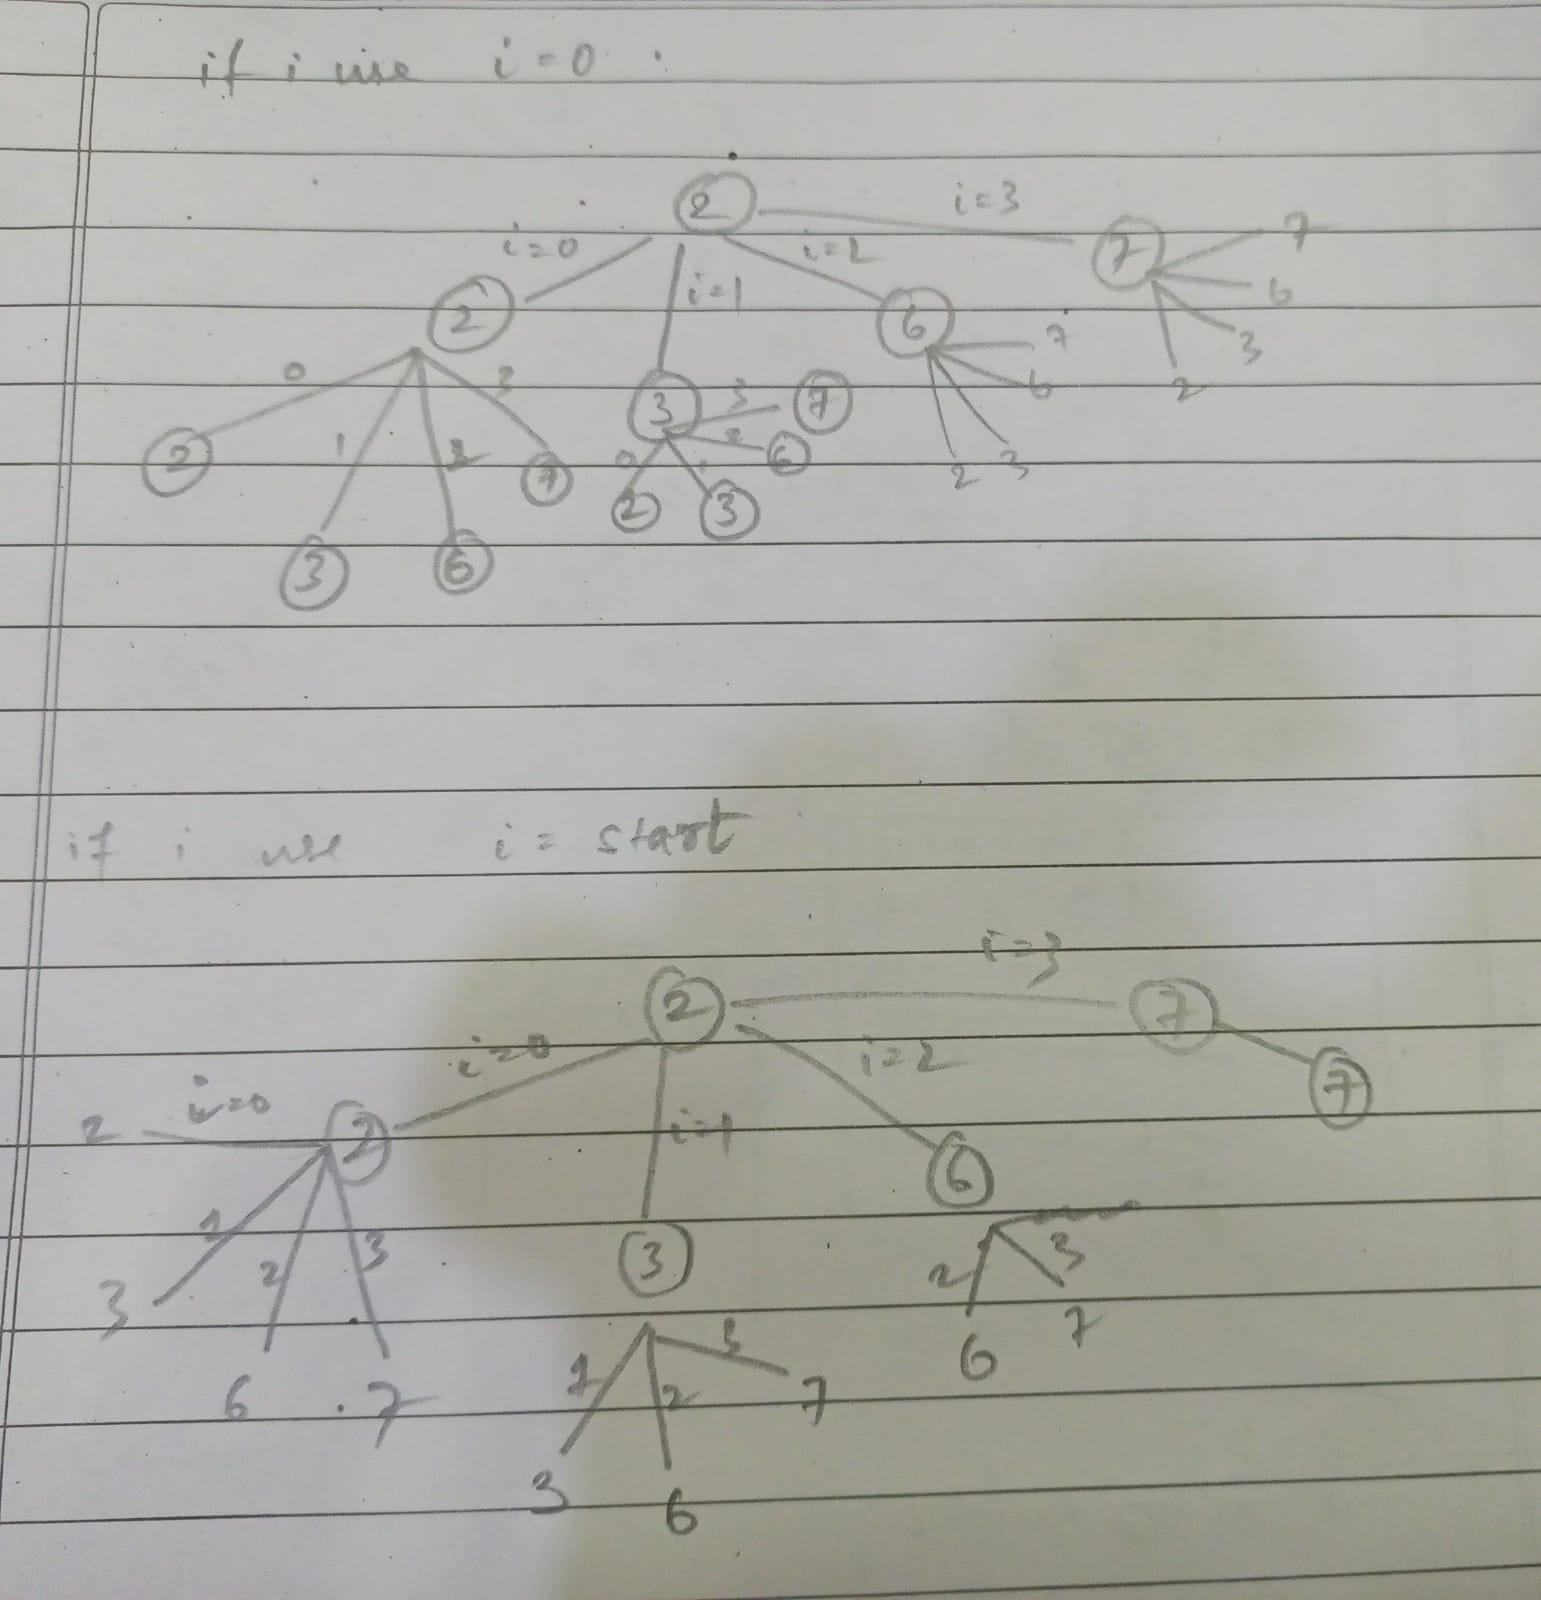 if i use i = 0
2
i=0 i=1 i=2 i=3
2 3 6 7
7 6 3 2
7 6 3 2
0 1 2 3
2 3 6 7
0 1 2 3
2 3 6 7
if i use i = start
2
i=0 i=1 i=2 i=3
2 3 6 7
7
i=0 1 2 3
2 3 6 7
1 2 3
3 6 7
2 3
6 7